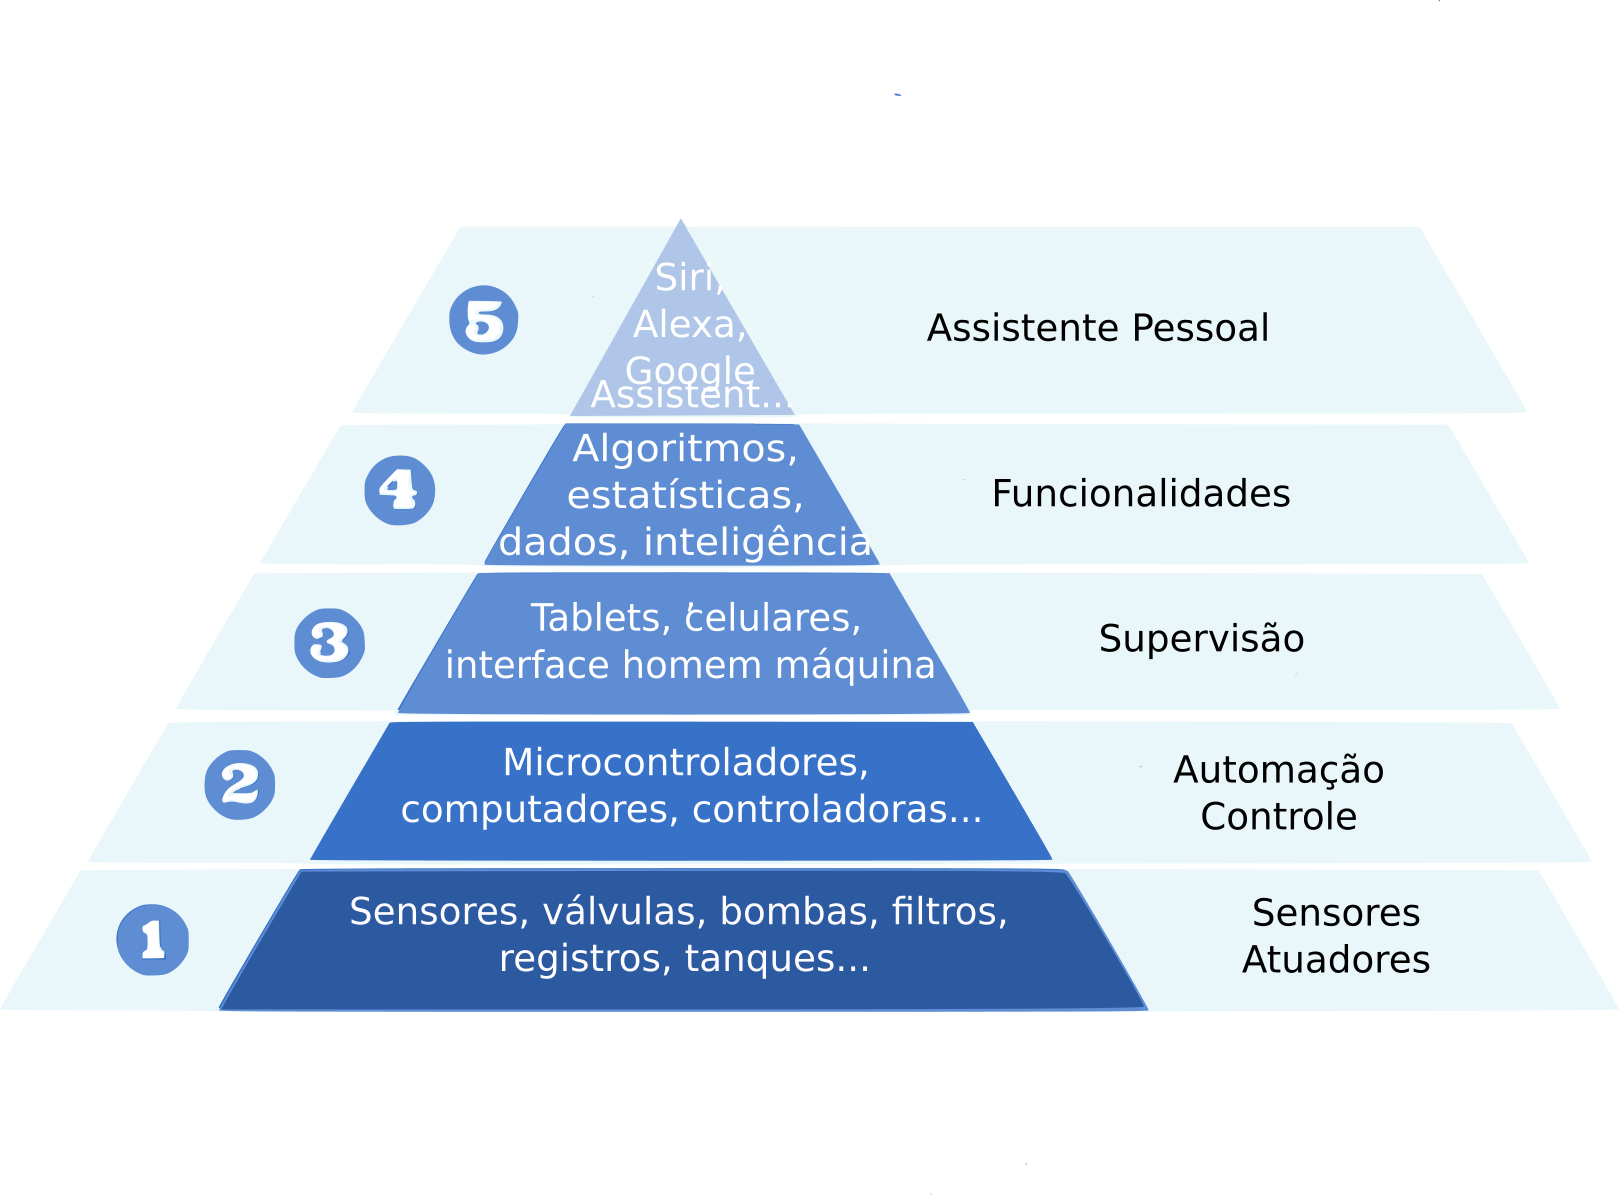 5
Siri,
Alexa,
Google
Assistent...
Assistente Pessoal
4
Algoritmos,
estatísticas,
dados, inteligência
Funcionalidades
3
Tablets, celulares,
interface homem máquina
Supervisão
2
Microcontroladores,
computadores, controladoras...
Automação
Controle
1
Sensores, válvulas, bombas, filtros,
registros, tanques...
Sensores
Atuadores